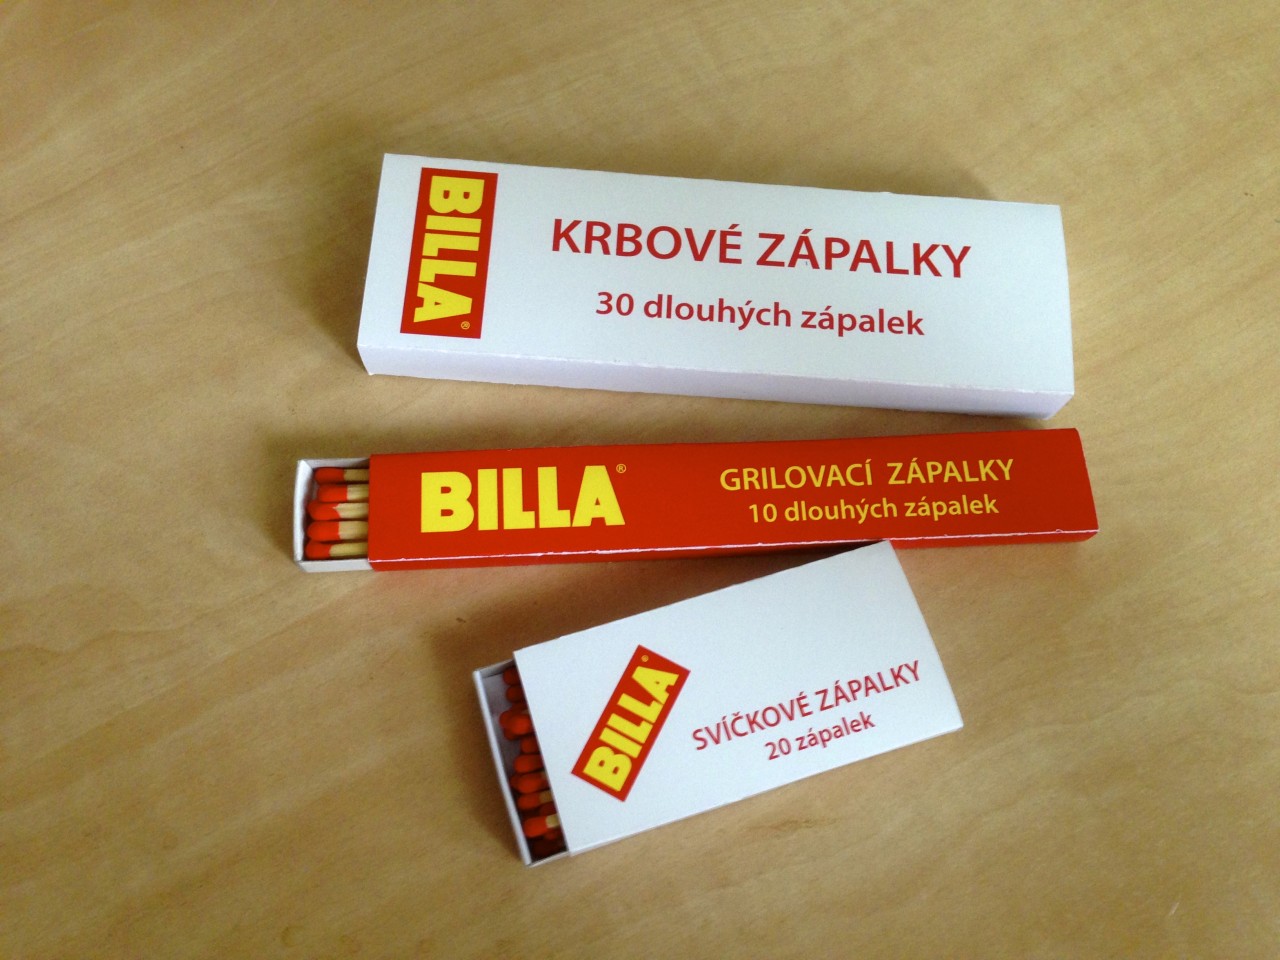 BILLA®
KRBOVÉ ZÁPALKY
30 dlouhých zápalek
BILLA®
GRILOVACÍ ZÁPALKY
10 dlouhých zápalek
BILLA®
SVÍČKOVÉ ZÁPALKY
20 zápalek